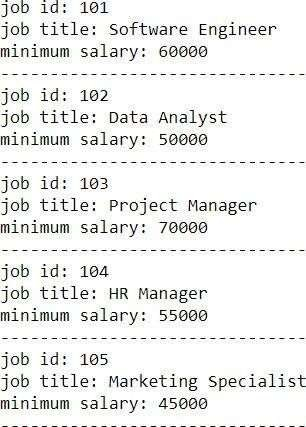 job id: 101
job title: Software Engineer
minimum salary: 60000
-------------------------------
job id: 102
job title: Data Analyst
minimum salary: 50000
-------------------------------
job id: 103
job title: Project Manager
minimum salary: 70000
-------------------------------
job id: 104
job title: HR Manager
minimum salary: 55000
-------------------------------
job id: 105
job title: Marketing Specialist
minimum salary: 45000
-------------------------------